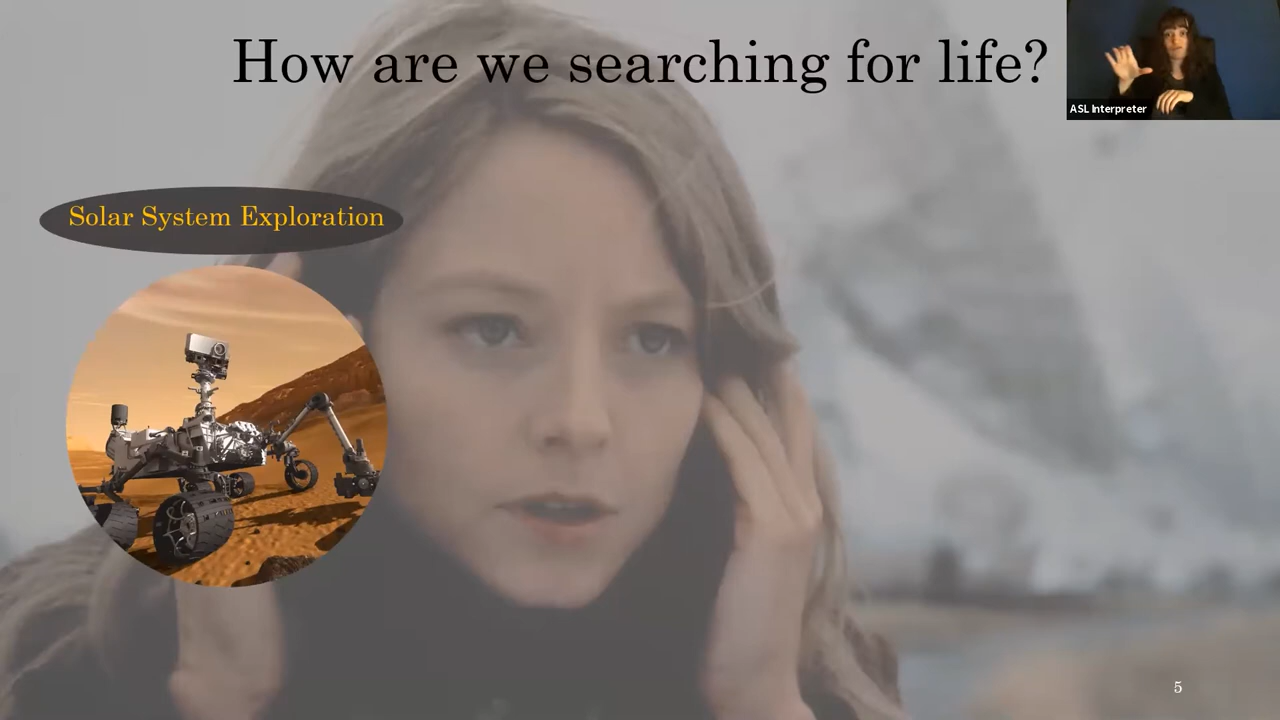 How are we searching for life?
ASL Interpreter
Solar System Exploration
5